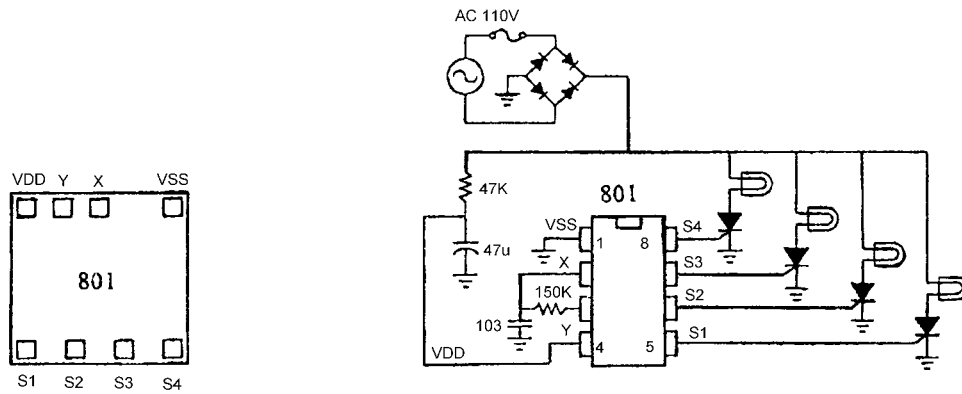 VDD Y X VSS
801
S1 S2 S3 S4
AC 110V
47K
47u
801
VSS
1
8
S4
X
S3
150K
S2
103
Y
VDD
4
5
S1